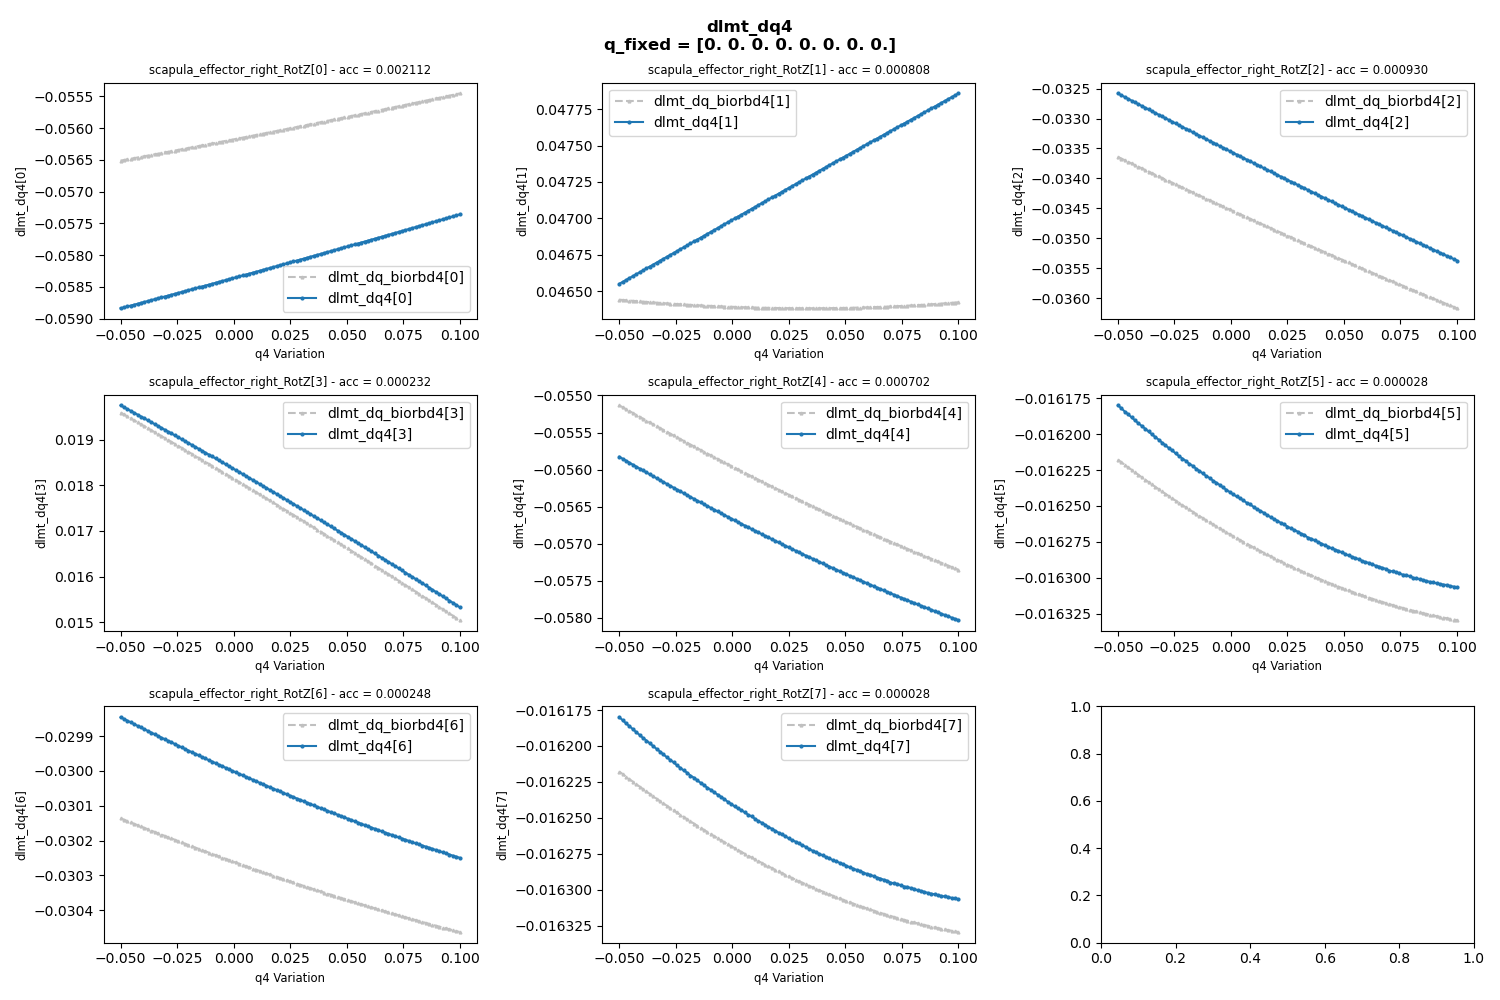 dlmt_dq4
q_fixed = [0. 0. 0. 0. 0. 0. 0. 0.]
scapula_effector_right_RotZ[0] - acc = 0.002112
−0.0555
−0.0560
−0.0565
−0.0570
−0.0575
−0.0580
−0.0585
−0.0590
dlmt_dq4[0]
dlmt_dq_biorbd4[0]
dlmt_dq4[0]
−0.050 −0.025 0.000 0.025 0.050 0.075 0.100
q4 Variation
scapula_effector_right_RotZ[1] - acc = 0.000808
0.04775
0.04750
0.04725
0.04700
0.04675
0.04650
dlmt_dq4[1]
dlmt_dq_biorbd4[1]
dlmt_dq4[1]
−0.050 −0.025 0.000 0.025 0.050 0.075 0.100
q4 Variation
scapula_effector_right_RotZ[2] - acc = 0.000930
−0.0325
−0.0330
−0.0335
−0.0340
−0.0345
−0.0350
−0.0355
−0.0360
dlmt_dq4[2]
dlmt_dq_biorbd4[2]
dlmt_dq4[2]
−0.050 −0.025 0.000 0.025 0.050 0.075 0.100
q4 Variation
scapula_effector_right_RotZ[3] - acc = 0.000232
0.019
0.018
0.017
0.016
0.015
dlmt_dq4[3]
dlmt_dq_biorbd4[3]
dlmt_dq4[3]
−0.050 −0.025 0.000 0.025 0.050 0.075 0.100
q4 Variation
scapula_effector_right_RotZ[4] - acc = 0.000702
−0.0550
−0.0555
−0.0560
−0.0565
−0.0570
−0.0575
−0.0580
dlmt_dq4[4]
dlmt_dq_biorbd4[4]
dlmt_dq4[4]
−0.050 −0.025 0.000 0.025 0.050 0.075 0.100
q4 Variation
scapula_effector_right_RotZ[5] - acc = 0.000028
−0.016175
−0.016200
−0.016225
−0.016250
−0.016275
−0.016300
−0.016325
dlmt_dq4[5]
dlmt_dq_biorbd4[5]
dlmt_dq4[5]
−0.050 −0.025 0.000 0.025 0.050 0.075 0.100
q4 Variation
scapula_effector_right_RotZ[6] - acc = 0.000248
−0.0299
−0.0300
−0.0301
−0.0302
−0.0303
−0.0304
dlmt_dq4[6]
dlmt_dq_biorbd4[6]
dlmt_dq4[6]
−0.050 −0.025 0.000 0.025 0.050 0.075 0.100
q4 Variation
scapula_effector_right_RotZ[7] - acc = 0.000028
−0.016175
−0.016200
−0.016225
−0.016250
−0.016275
−0.016300
−0.016325
dlmt_dq4[7]
dlmt_dq_biorbd4[7]
dlmt_dq4[7]
−0.050 −0.025 0.000 0.025 0.050 0.075 0.100
q4 Variation
1.0
0.8
0.6
0.4
0.2
0.0
0.0 0.2 0.4 0.6 0.8 1.0